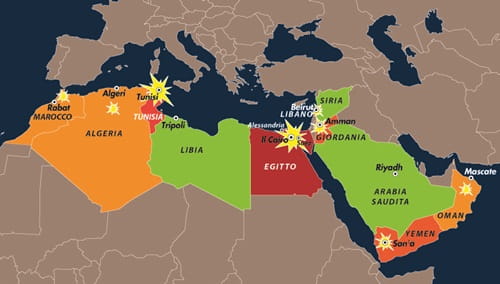 Rabat
MAROCCO
Algeri
ALGERIA
Tunisi
TUNISIA
Tripoli
LIBIA
Alessandria
Il Cairo
Suez
EGITTO
Beirut
LIBANO
SIRIA
Amman
GIORDANIA
Riyadh
ARABIA
SAUDITA
Mascate
OMAN
YEMEN
San'a